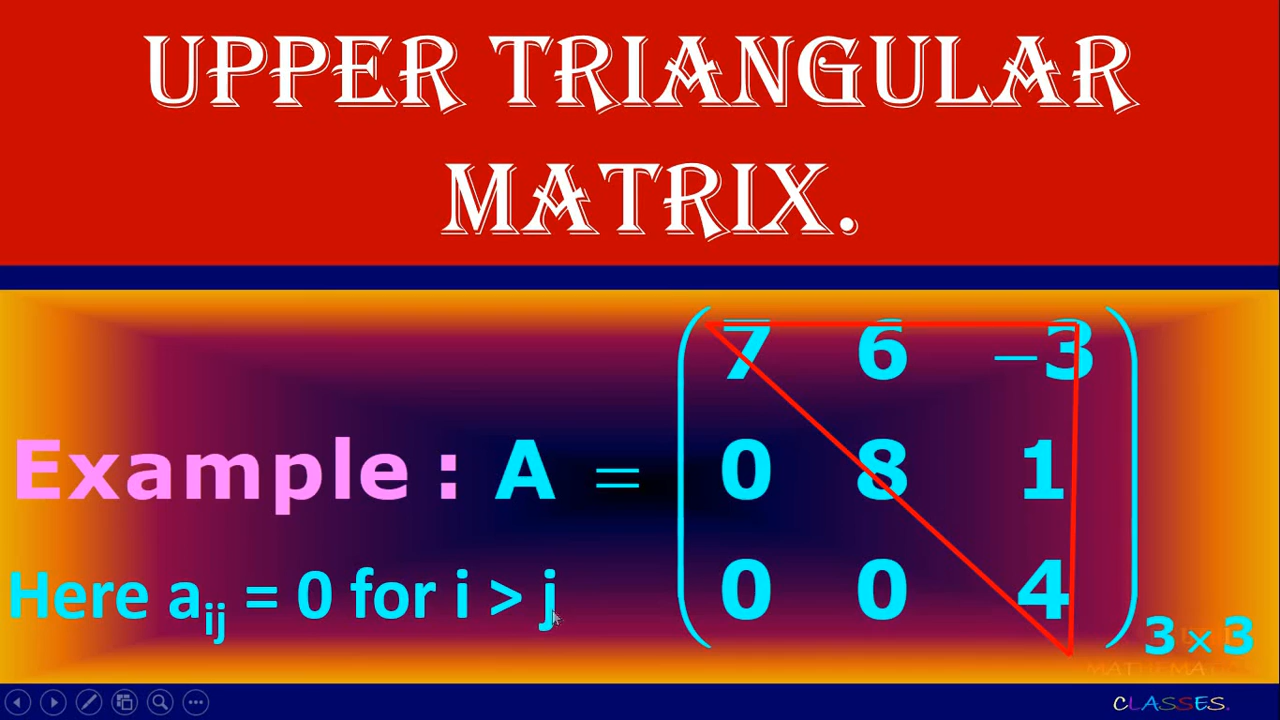 UPPER TRIANGULAR
MATRIX.
7 6 −3
Example : A = 0 8 1
Here aij = 0 for i > j
0 0 4
3 × 3
CLASSES.